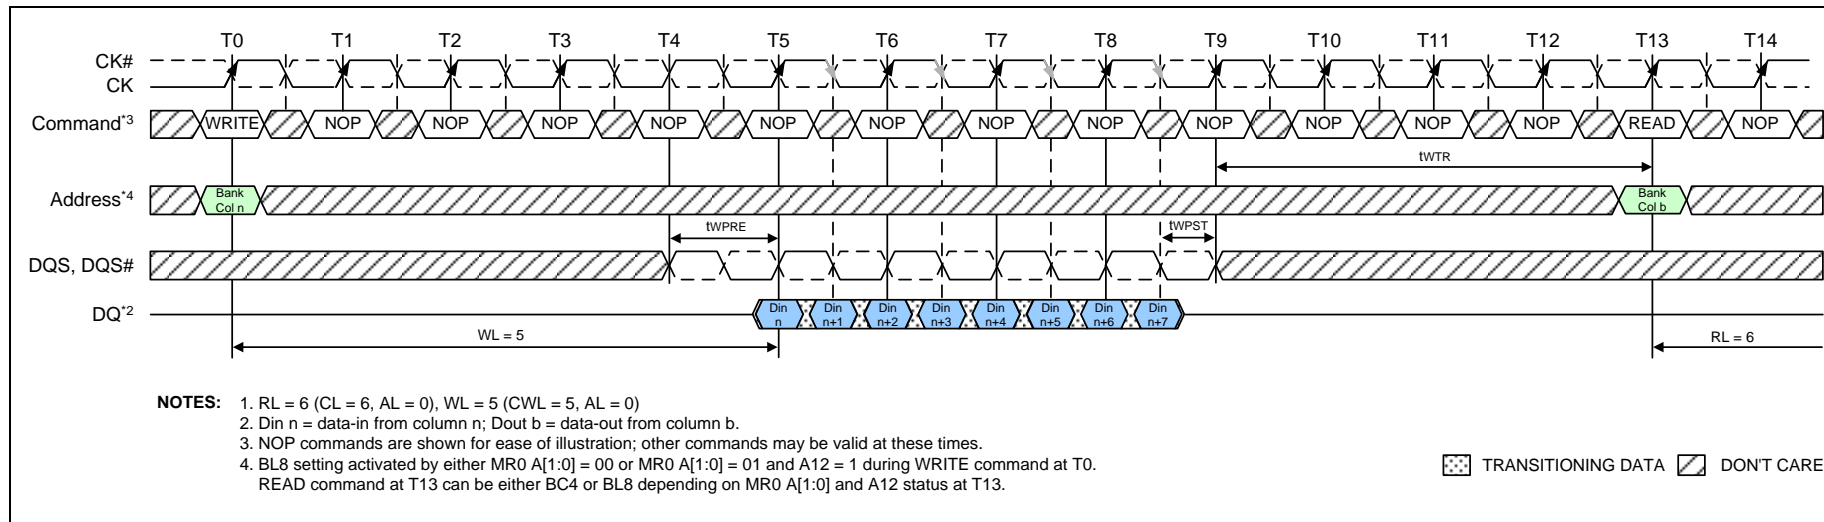 T0 T1 T2 T3 T4 T5 T6 T7 T8 T9 T10 T11 T12 T13 T14
CK#
CK
Command*3 WRITE NOP NOP NOP NOP NOP NOP NOP NOP NOP NOP NOP NOP READ NOP
tWTR
Address*4 Bank Col n Bank Col b
tWPRE tWPST
DQS, DQS#
DQ*2 Din n Din n+1 Din n+2 Din n+3 Din n+4 Din n+5 Din n+6 Din n+7
WL = 5 RL = 6
NOTES: 1. RL = 6 (CL = 6, AL = 0), WL = 5 (CWL = 5, AL = 0)
2. Din n = data-in from column n; Dout b = data-out from column b.
3. NOP commands are shown for ease of illustration; other commands may be valid at these times.
4. BL8 setting activated by either MR0 A[1:0] = 00 or MR0 A[1:0] = 01 and A12 = 1 during WRITE command at T0.
READ command at T13 can be either BC4 or BL8 depending on MR0 A[1:0] and A12 status at T13.
TRANSITIONING DATA DON'T CARE